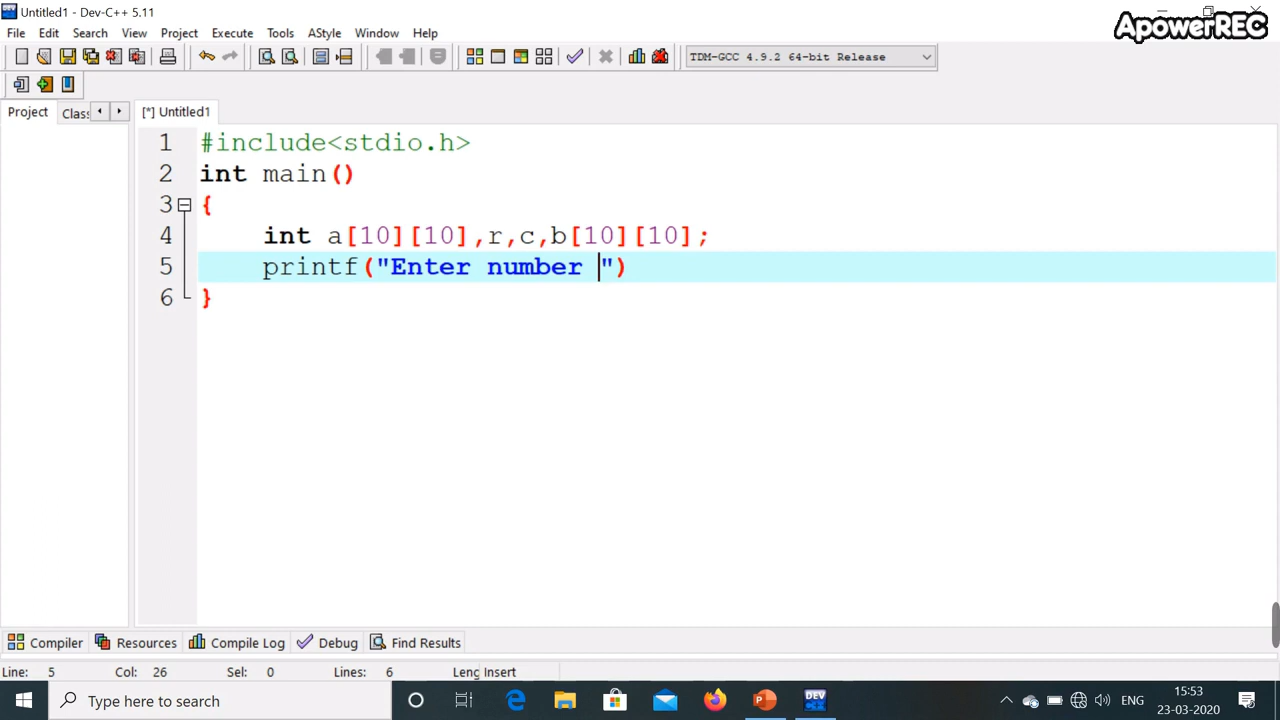 Untitled1 - Dev-C++ 5.11
ApowerREC
File Edit Search View Project Execute Tools AStyle Window Help
TDM-GCC 4.9.2 64-bit Release
Project Clas [*] Untitled1
1 #include<stdio.h>
2 int main()
3 {
4 int a[10][10],r,c,b[10][10];
5 printf("Enter number ")
6 }
Compiler Resources Compile Log Debug Find Results
Line: 5 Col: 26 Sel: 0 Lines: 6 Leng Insert
Type here to search
DEV
ENG
15:53
23-03-2020